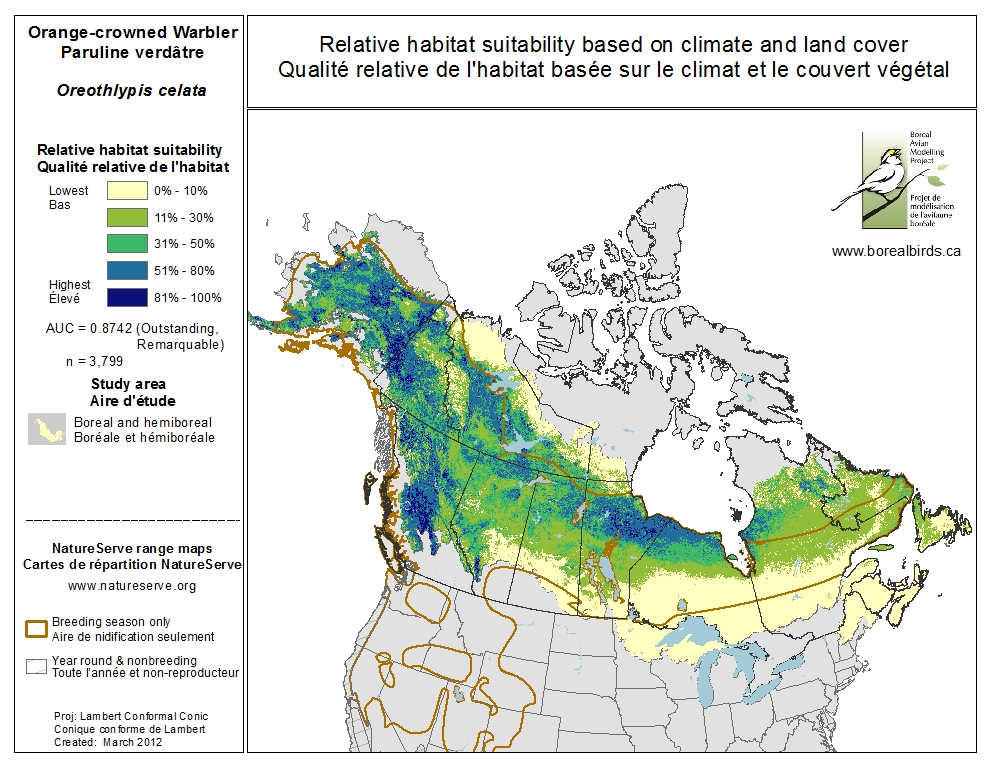 Orange-crowned Warbler
Paruline verdâtre
Oreothlypis celata
Relative habitat suitability
Qualité relative de l'habitat
Lowest
Bas
0% - 10%
11% - 30%
31% - 50%
51% - 80%
Highest
Élevé
81% - 100%
AUC = 0.8742 (Outstanding,
Remarquable)
n = 3,799
Study area
Aire d'étude
Boreal and hemiboreal
Boréale et hémiboréale
NatureServe range maps
Cartes de répartition NatureServe
www.natureserve.org
Breeding season only
Aire de nidification seulement
Year round & nonbreeding
Toute l'année et non-reproducteur
Proj: Lambert Conformal Conic
Conique conforme de Lambert
Created: March 2012
Relative habitat suitability based on climate and land cover
Qualité relative de l'habitat basée sur le climat et le couvert végétal
Boreal
Avian
Modelling
Project
Projet de
modélisation
de l'avifaune
boréale
www.borealbirds.ca